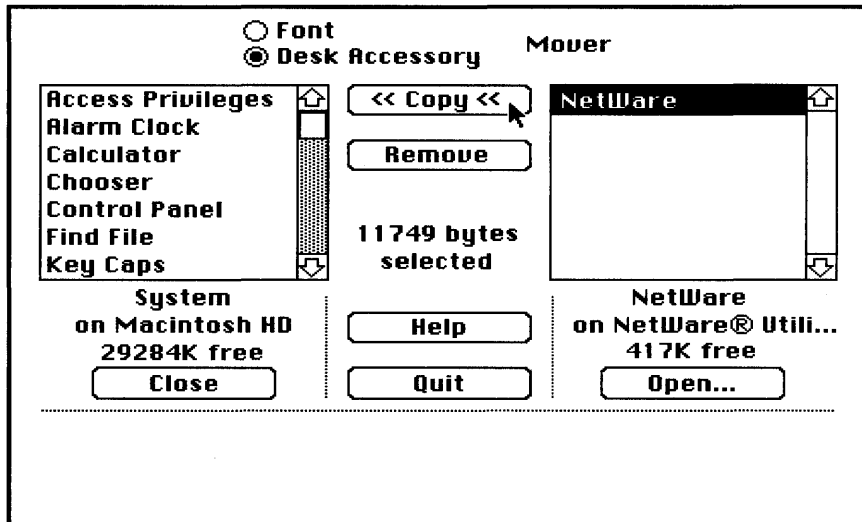 Font
Desk Accessory
Mover
Access Privileges
Alarm Clock
Calculator
Chooser
Control Panel
Find File
Key Caps
<< Copy <<
Remove
11749 bytes
selected
NetWare
System
on Macintosh HD
29284K free
Close
Help
Quit
NetWare
on NetWare® Utili...
417K free
Open...